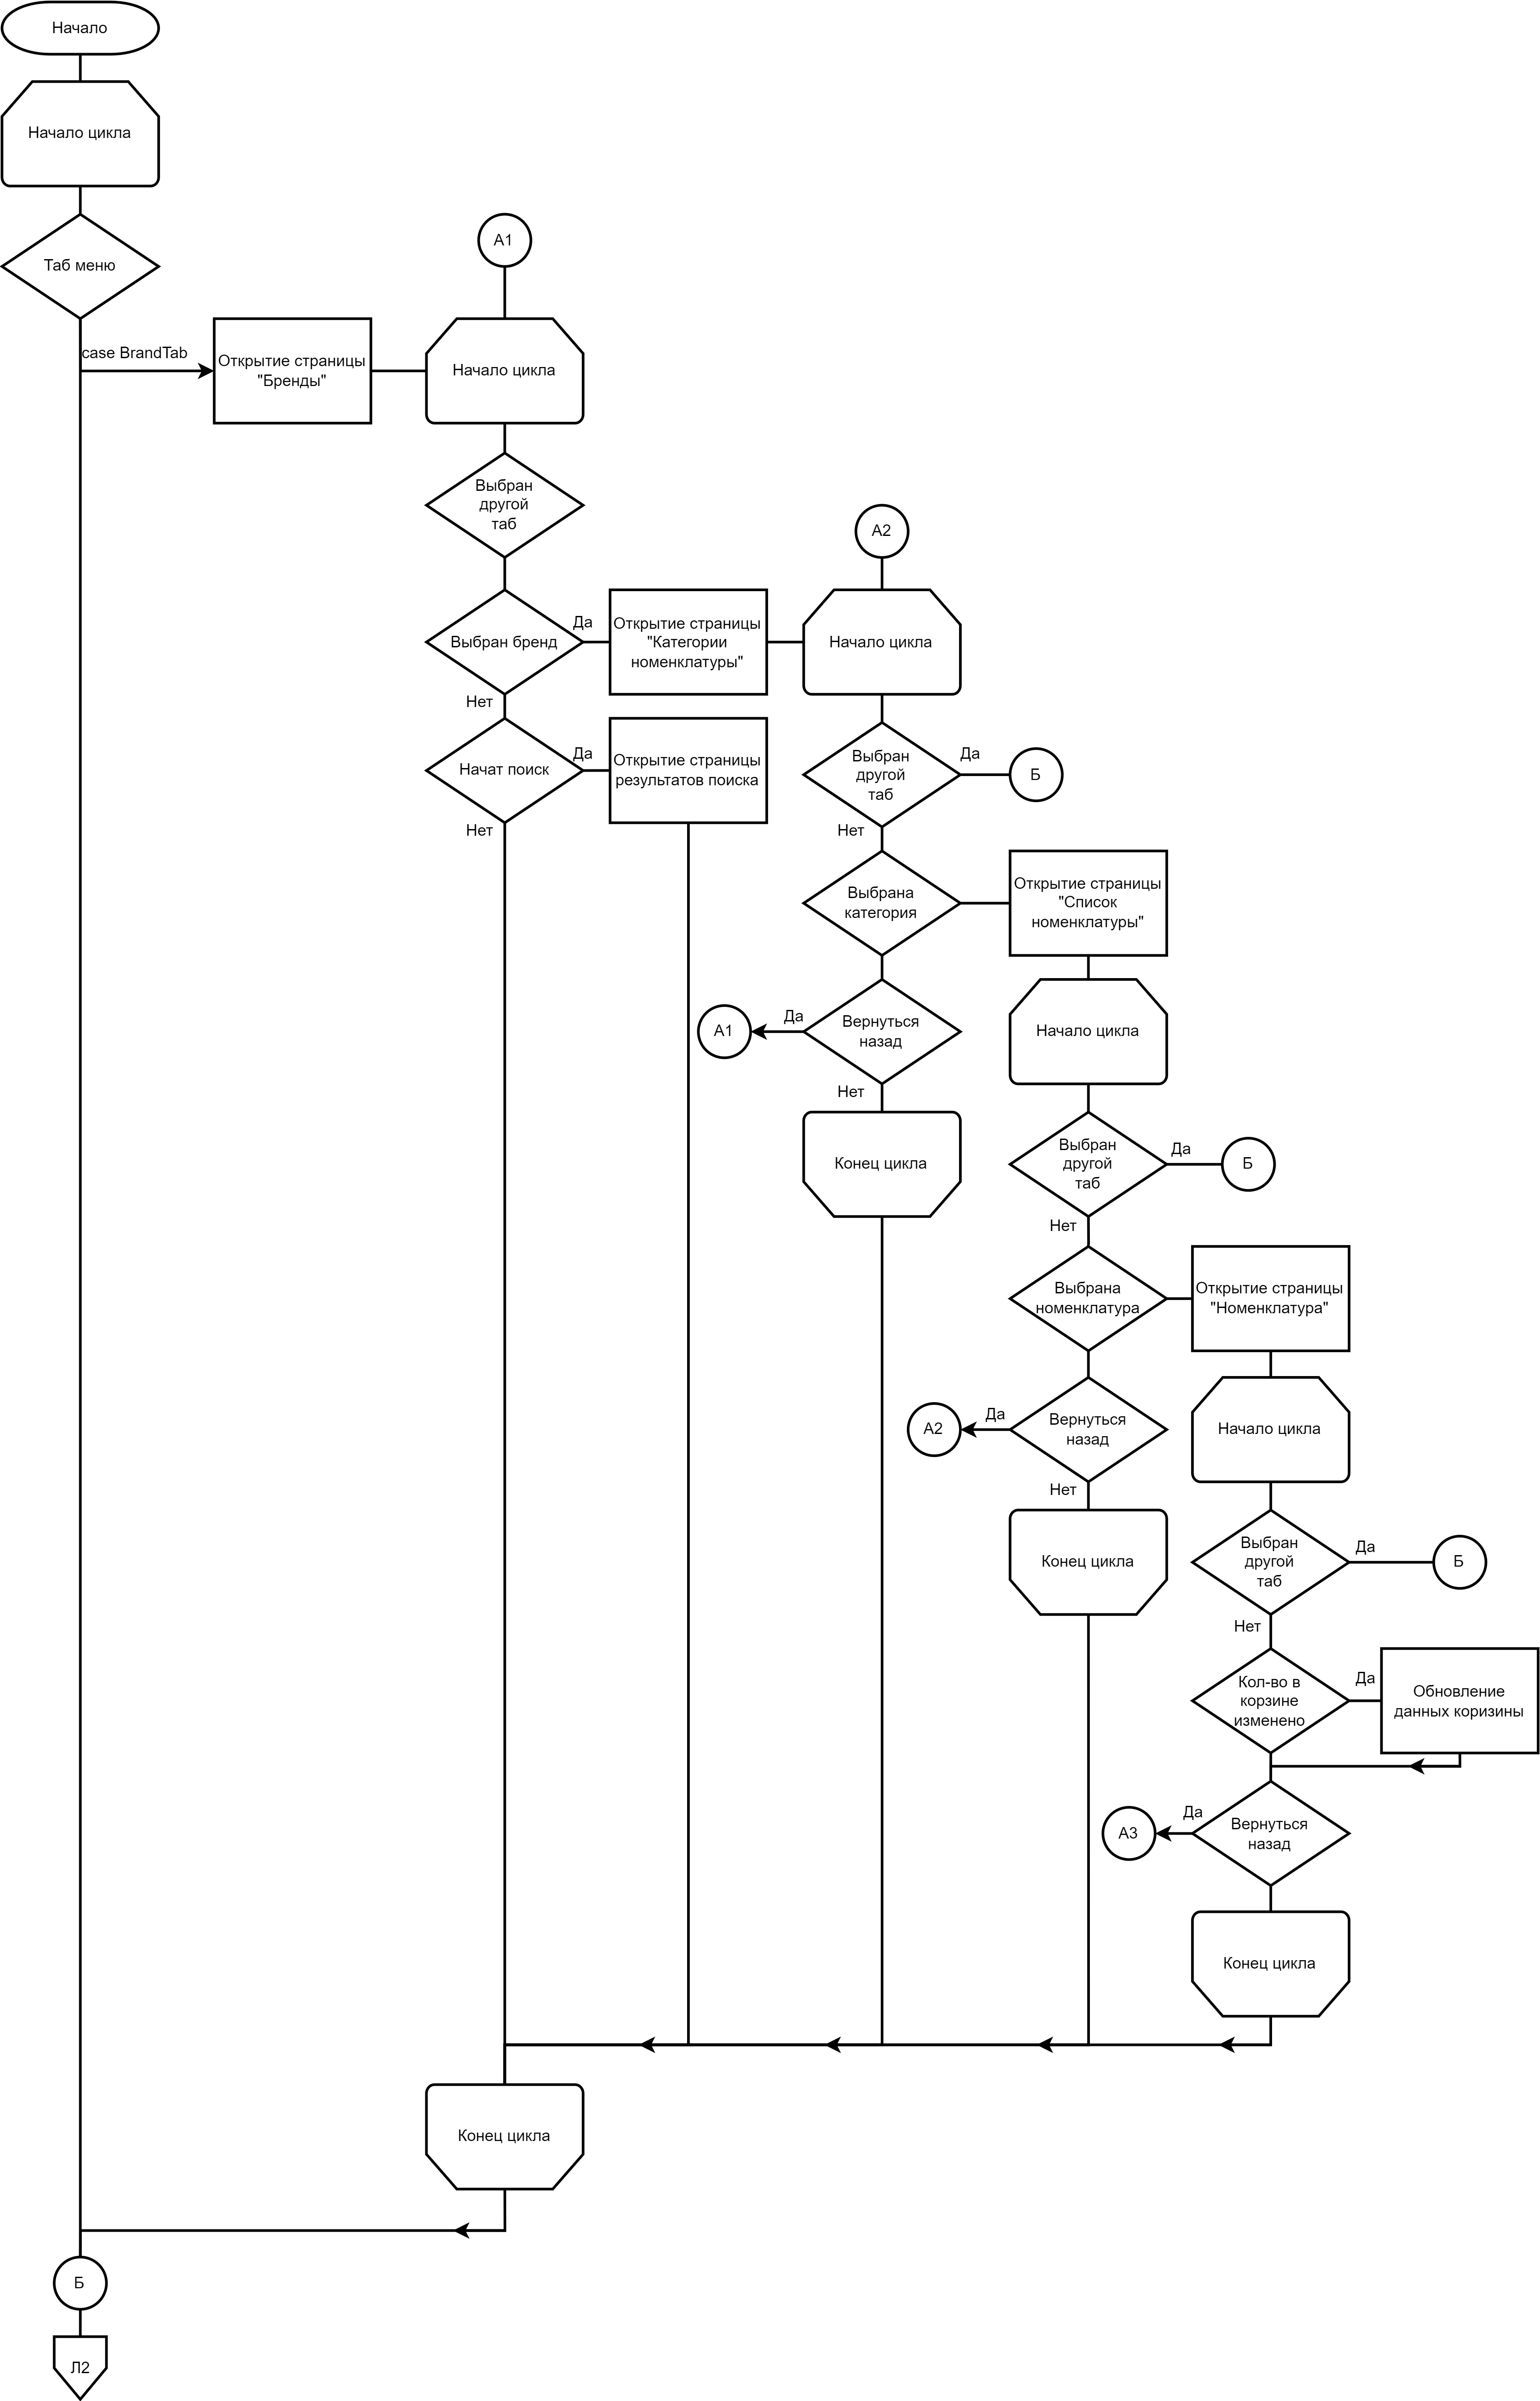 Начало
Начало цикла
Таб меню
А1
case BrandTab
Открытие страницы
"Бренды"
Начало цикла
Выбран
другой
таб
А2
Выбран бренд
Да
Нет
Открытие страницы
"Категории
номенклатуры"
Начало цикла
Начат поиск
Да
Нет
Открытие страницы
результатов поиска
Выбран
другой
таб
Да
Б
Нет
Выбрана
категория
Открытие страницы
"Список
номенклатуры"
А1
Да
Вернуться
назад
Нет
Начало цикла
Конец цикла
Выбран
другой
таб
Да
Б
Нет
Выбрана
номенклатура
Открытие страницы
"Номенклатура"
А2
Да
Вернуться
назад
Нет
Начало цикла
Конец цикла
Выбран
другой
таб
Да
Б
Нет
Кол-во в
корзине
изменено
Да
Обновление
данных коризины
А3
Да
Вернуться
назад
Конец цикла
Конец цикла
Б
Л2